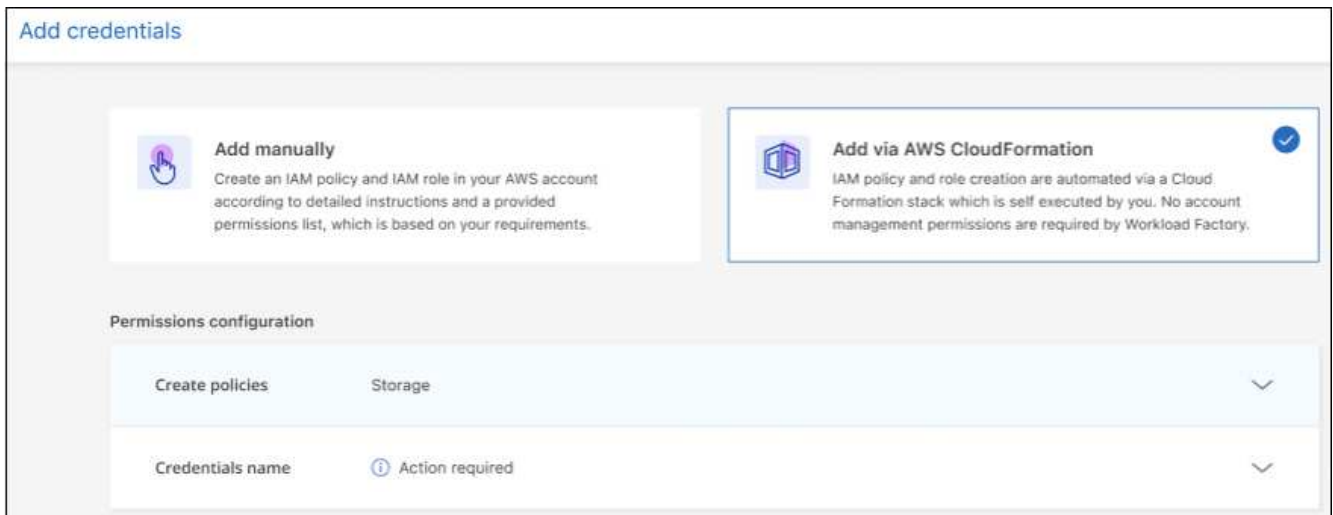 Add credentials
Add manually
Create an IAM policy and IAM role in your AWS account
according to detailed instructions and a provided
permissions list, which is based on your requirements.
Add via AWS CloudFormation
IAM policy and role creation are automated via a Cloud
Formation stack which is self executed by you. No account
management permissions are required by Workload Factory.
Permissions configuration
Create policies Storage
Credentials name Action required